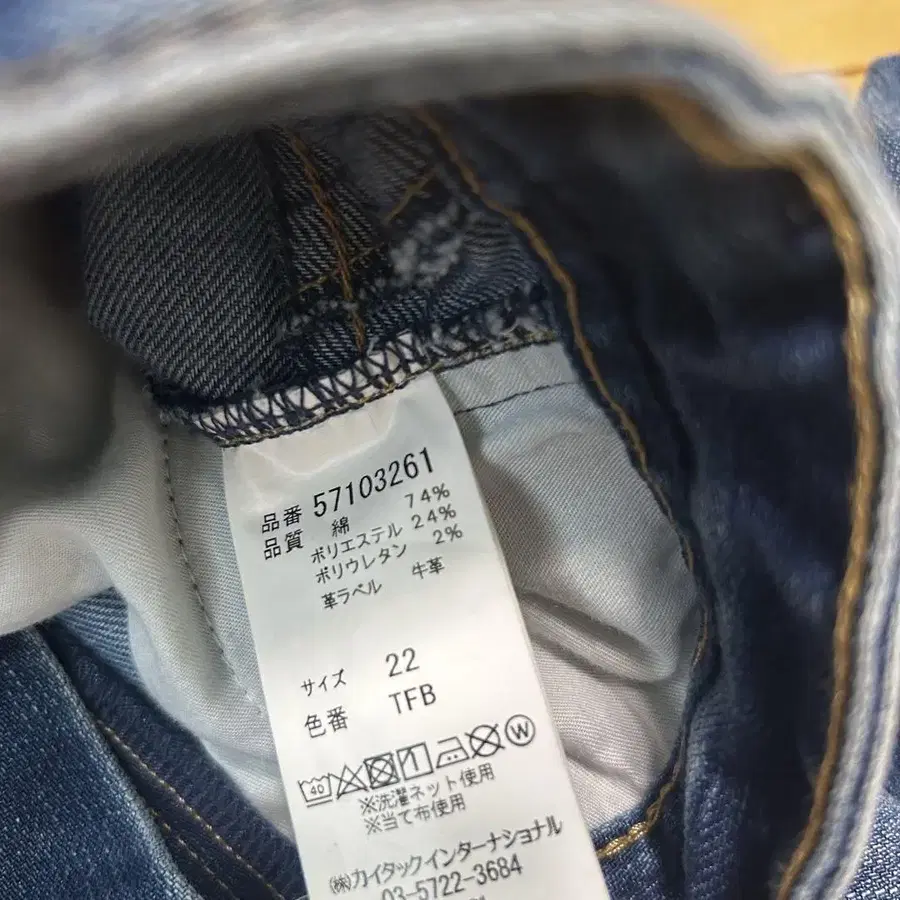 品番 57103261
品質 綿 74%
ポリエステル 24%
ポリウレタン 2%
革ラベル 牛革
サイズ 22
色番 TFB
40 W
※洗濯ネット使用
※当て布使用
㈱カイタックインターナショナル
03-5722-3684